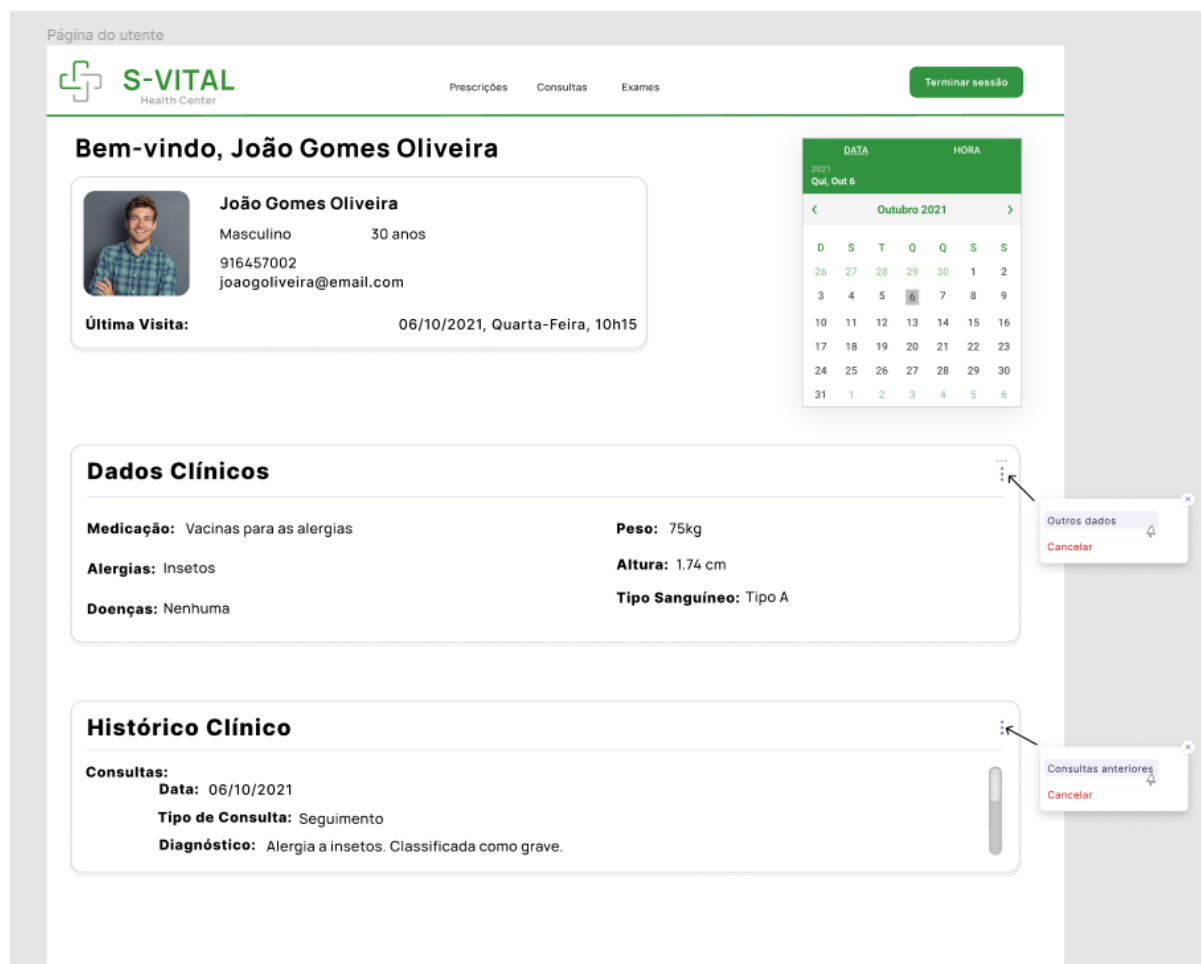 Página do utente
S-VITAL
Health Center
Prescrições Consultas Exames
Terminar sessão
Bem-vindo, João Gomes Oliveira
João Gomes Oliveira
Masculino 30 anos
916457002
joaogoliveira@email.com
Última Visita: 06/10/2021, Quarta-Feira, 10h15
DATA HORA
2021
Qui, Out 6
< Outubro 2021 >
D S T Q Q S S
26 27 28 29 30 1 2
3 4 5 6 7 8 9
10 11 12 13 14 15 16
17 18 19 20 21 22 23
24 25 26 27 28 29 30
31 1 2 3 4 5 6
Dados Clínicos
Medicação: Vacinas para as alergias
Alergias: Insetos
Doenças: Nenhuma
Peso: 75kg
Altura: 1.74 cm
Tipo Sanguíneo: Tipo A
Outros dados
Cancelar
Histórico Clínico
Consultas:
Data: 06/10/2021
Tipo de Consulta: Seguimento
Diagnóstico: Alergia a insetos. Classificada como grave.
Consultas anteriores
Cancelar